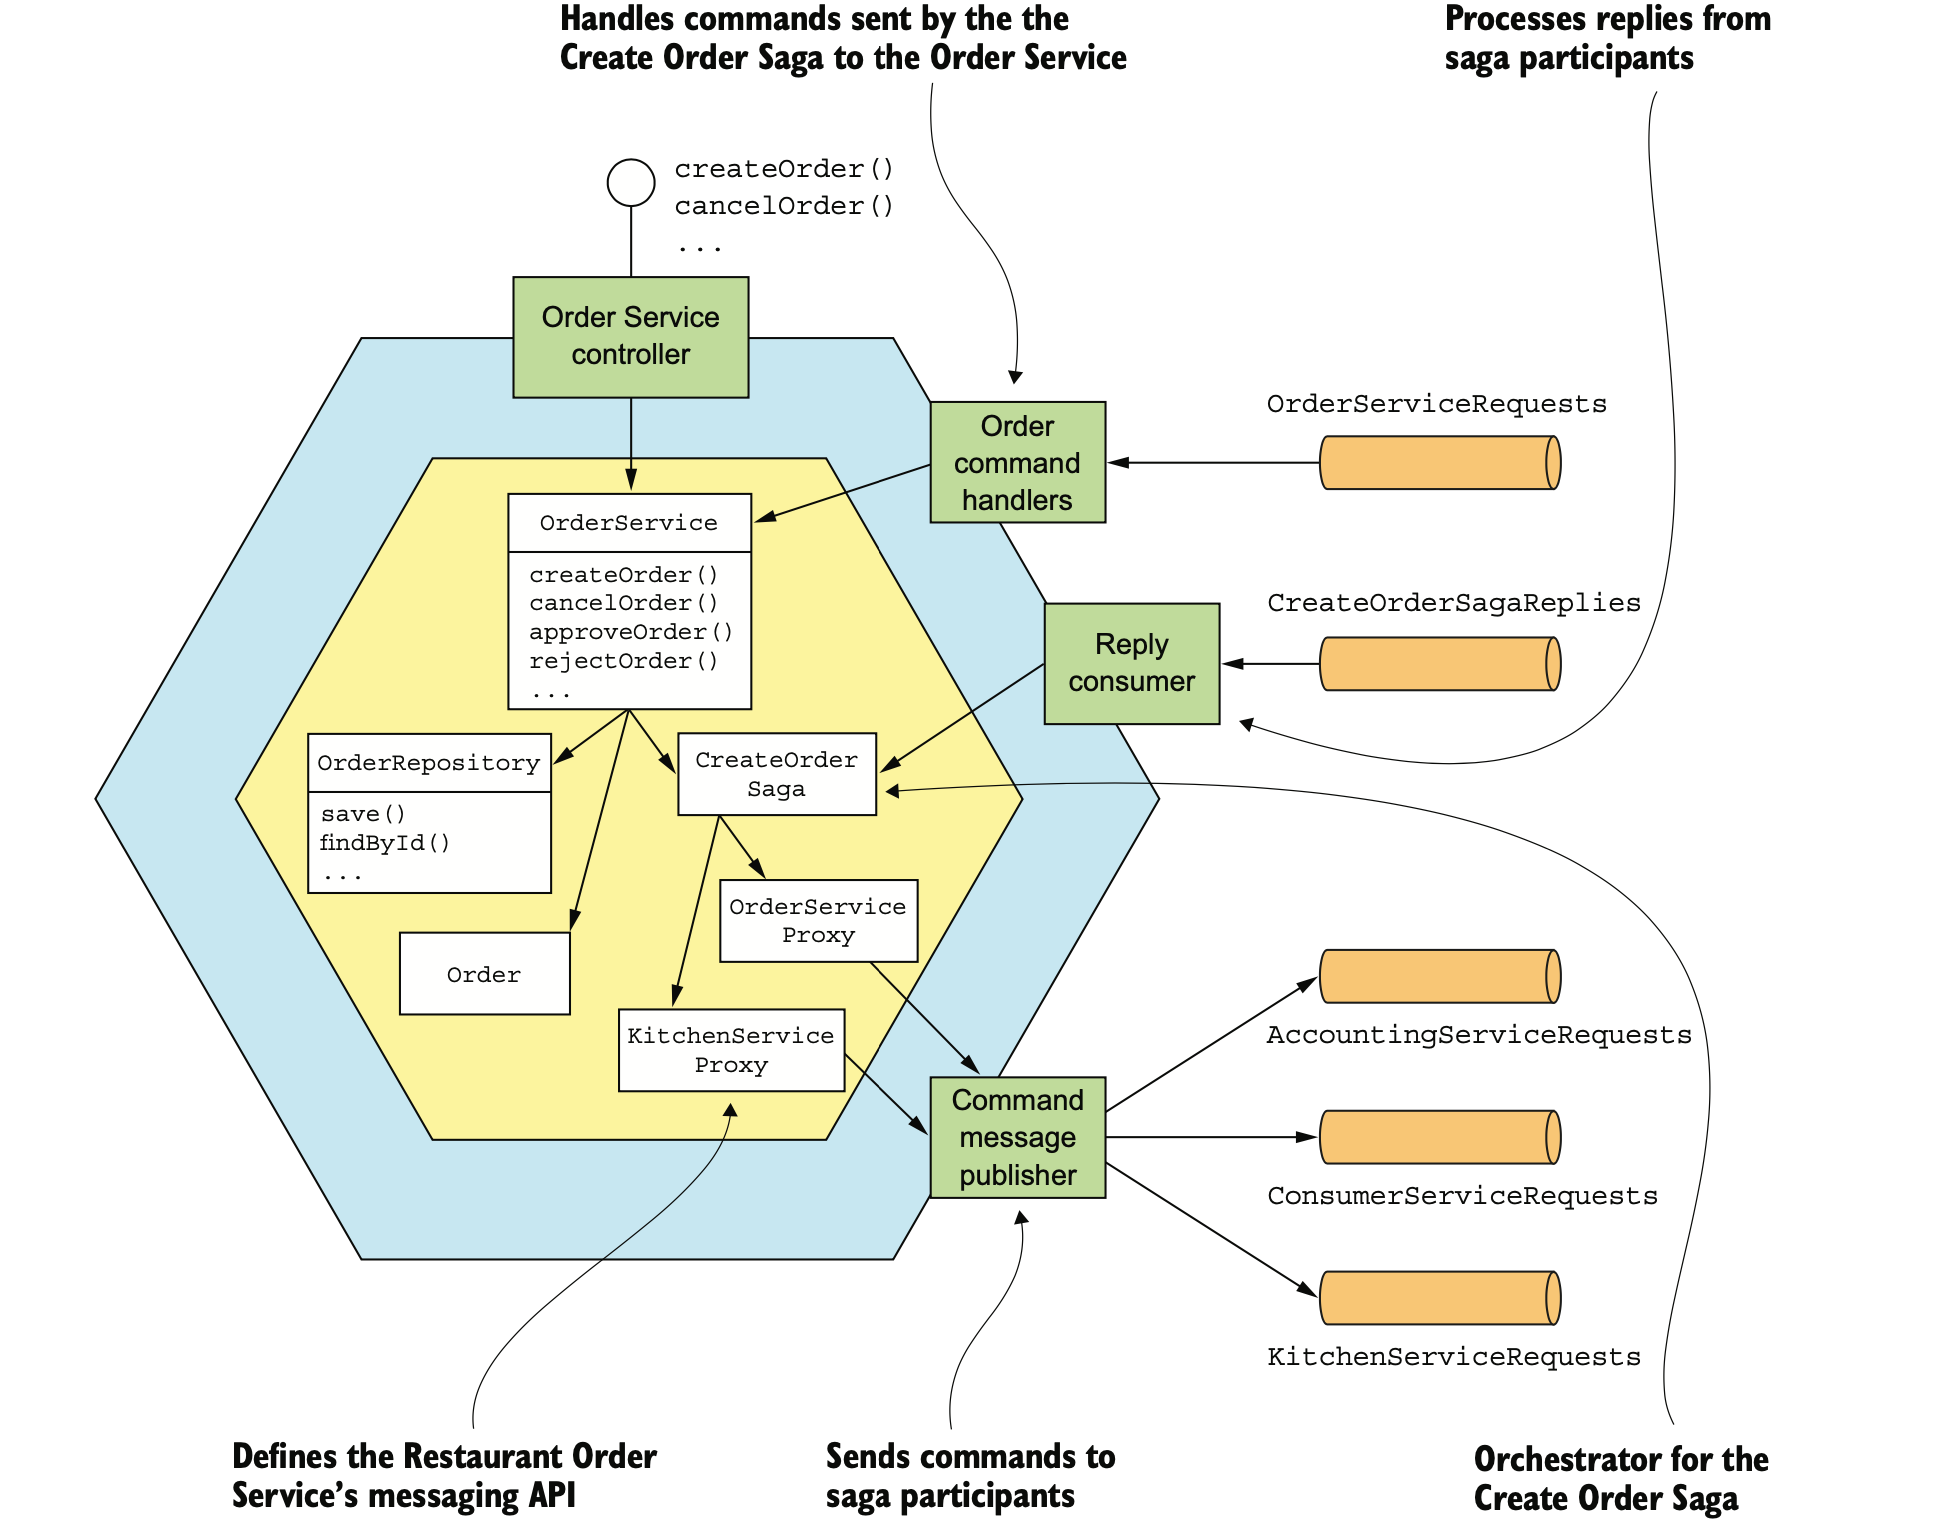 Handles commands sent by the the
Create Order Saga to the Order Service
Processes replies from
saga participants
createOrder()
cancelOrder()
...
Order Service
controller
Order
command
handlers
OrderServiceRequests
OrderService
createOrder()
cancelOrder()
approveOrder()
rejectOrder()
...
Reply
consumer
CreateOrderSagaReplies
OrderRepository
save()
findById()
...
CreateOrder
Saga
OrderService
Proxy
Order
KitchenService
Proxy
Command
message
publisher
AccountingServiceRequests
ConsumerServiceRequests
KitchenServiceRequests
Defines the Restaurant Order
Service’s messaging API
Sends commands to
saga participants
Orchestrator for the
Create Order Saga